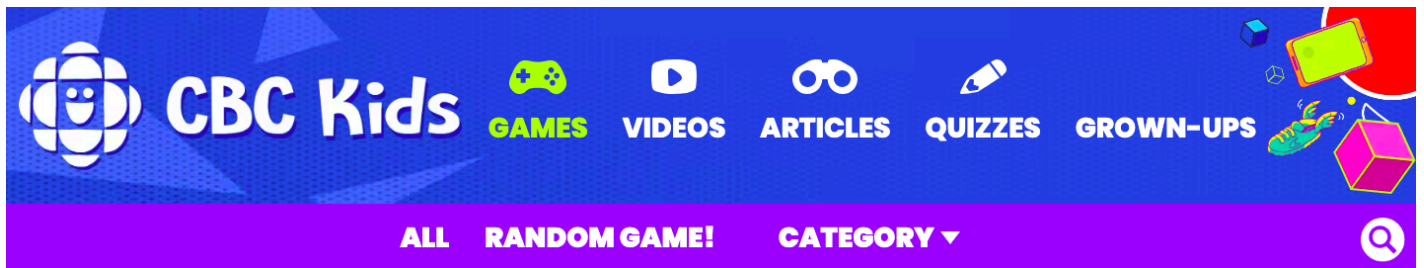 CBC Kids
GAMES VIDEOS ARTICLES QUIZZES GROWN-UPS
ALL RANDOM GAME! CATEGORY